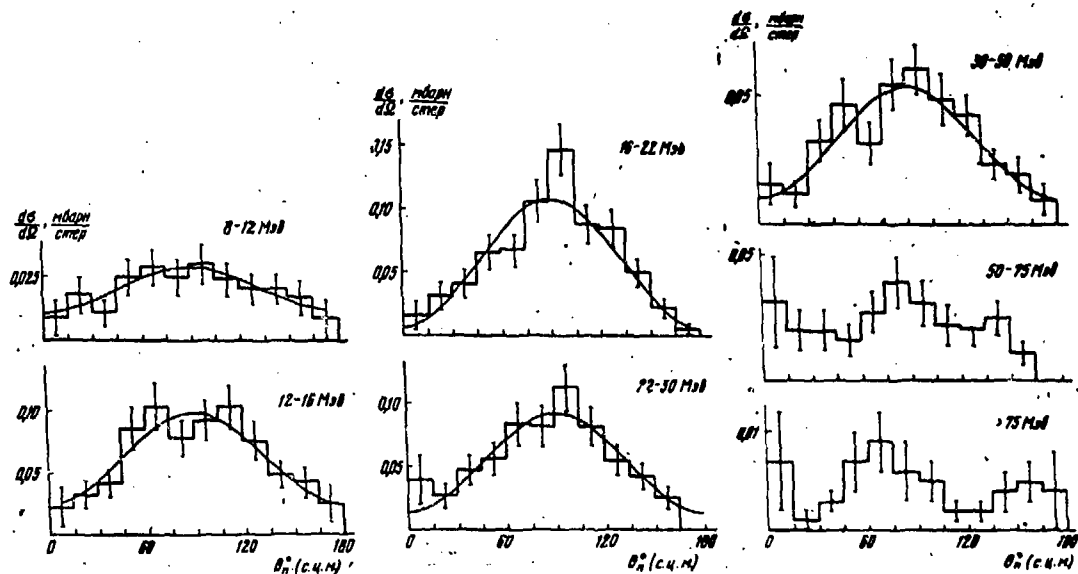 dσ/dΩ, мбарн/стер
8-12 Мэв
0,025
12-16 Мэв
0,10
0,05
0 60 120 180
θn* (с.ц.м)
dσ/dΩ, мбарн/стер
16-22 Мэв
0,15
0,10
0,05
22-30 Мэв
0,10
0,05
0 60 120 180
θn* (с.ц.м)
dσ/dΩ, мбарн/стер
30-50 Мэв
0,05
50-75 Мэв
0,05
>75 Мэв
0,01
0 60 120 180
θn* (с.ц.м)